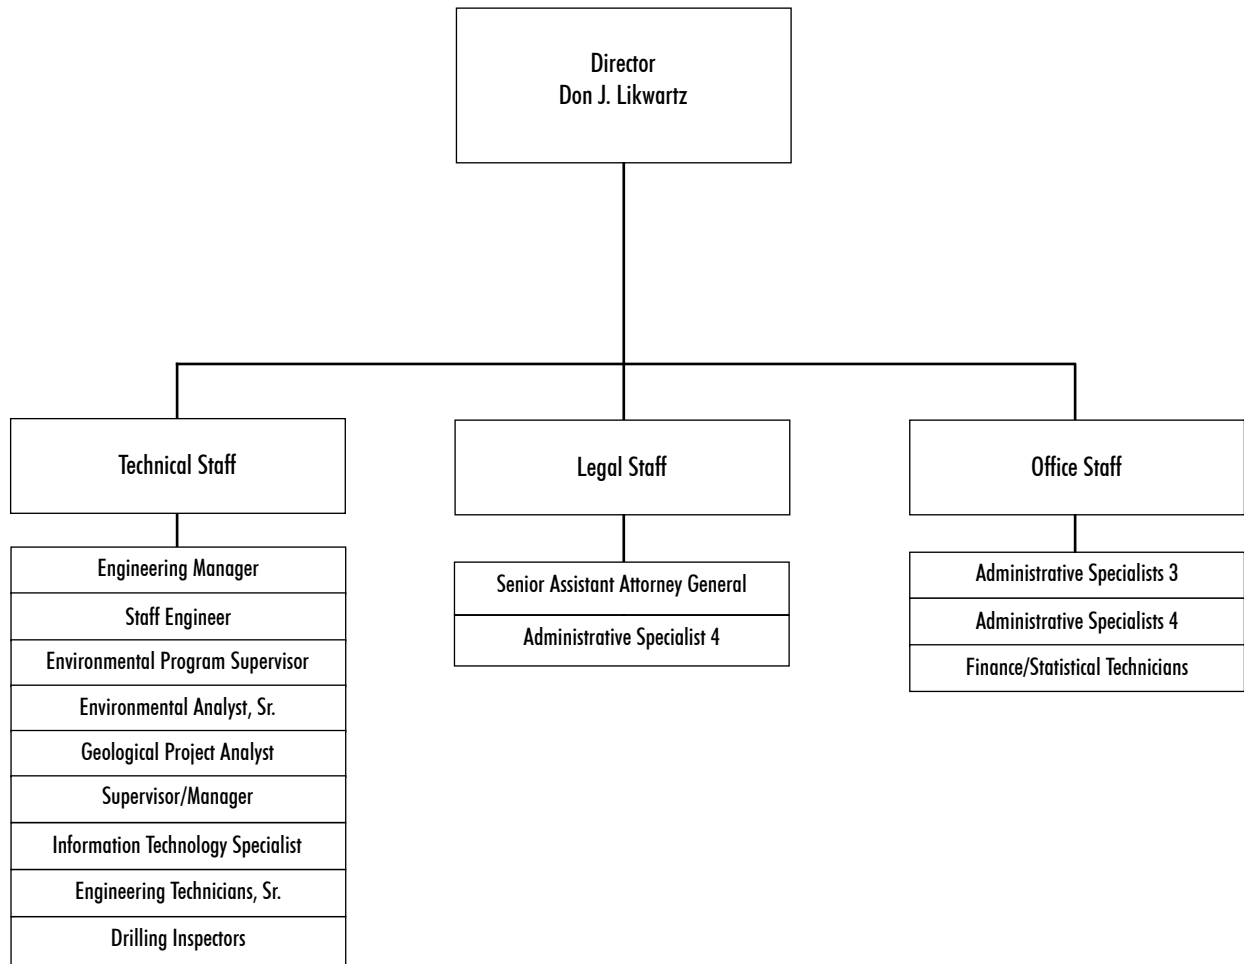 Director
Don J. Likwartz
Technical Staff
Legal Staff
Office Staff
Engineering Manager
Staff Engineer
Environmental Program Supervisor
Environmental Analyst, Sr.
Geological Project Analyst
Supervisor/Manager
Information Technology Specialist
Engineering Technicians, Sr.
Drilling Inspectors
Senior Assistant Attorney General
Administrative Specialist 4
Administrative Specialists 3
Administrative Specialists 4
Finance/Statistical Technicians